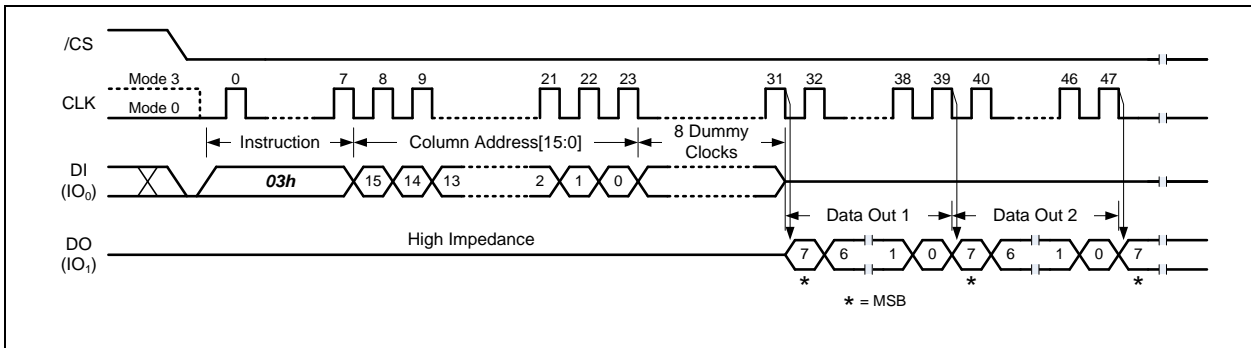 /CS
Mode 3 0 7 8 9 21 22 23 31 32 38 39 40 46 47
CLK Mode 0
Instruction Column Address[15:0] 8 Dummy Clocks
DI (IO0) 03h 15 14 13 2 1 0
Data Out 1 Data Out 2
DO (IO1) High Impedance 7 6 1 0 7 6 1 0 7
* * *
* = MSB